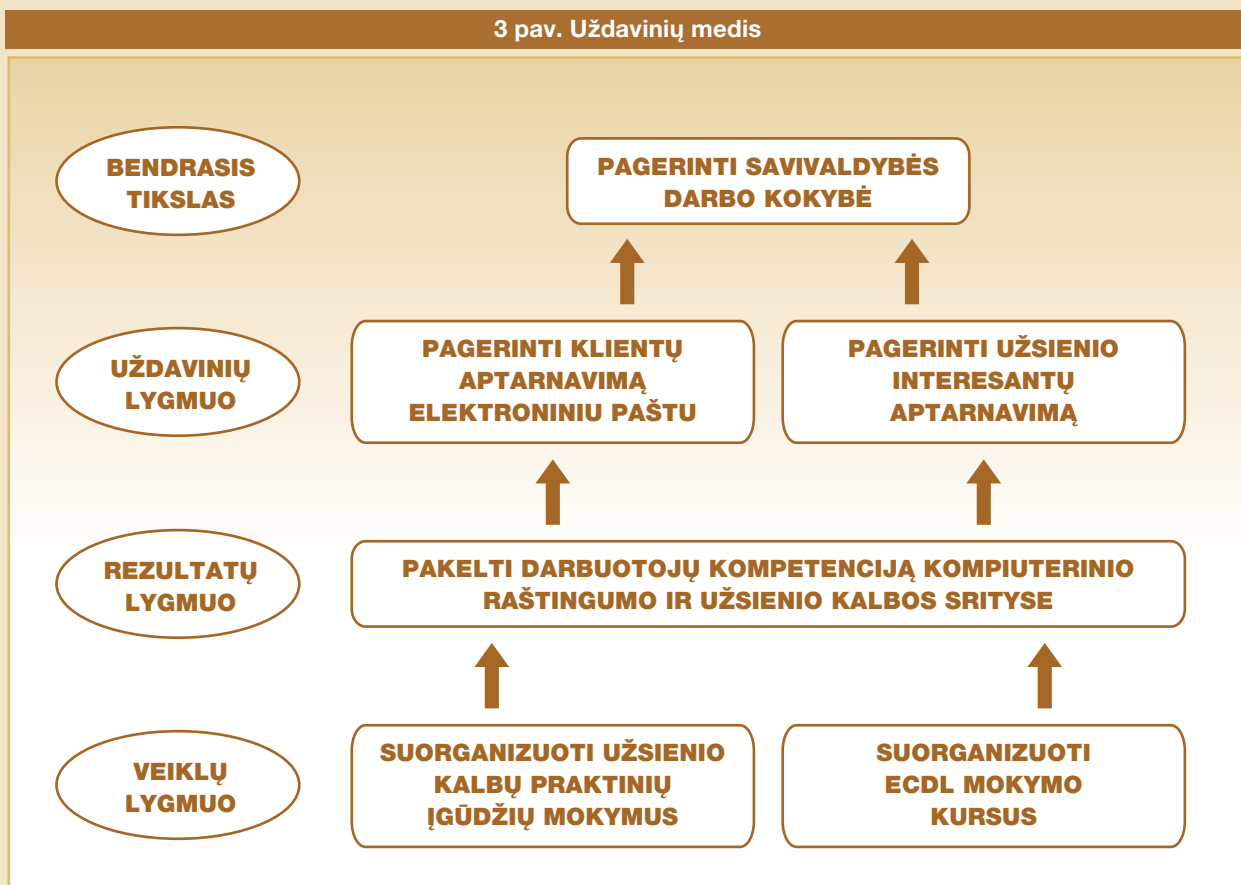 3 pav. Uždavinių medis
BENDRASIS
TIKSLAS
PAGERINTI SAVIVALDYBĖS
DARBO KOKYBĖ
UŽDAVINIŲ
LYGMUO
PAGERINTI KLIENTŲ
APTARNAVIMĄ
ELEKTRONINIU PAŠTU
PAGERINTI UŽSIENIO
INTERESANTŲ
APTARNAVIMĄ
REZULTATŲ
LYGMUO
PAKELTI DARBUOTOJŲ KOMPETENCIJĄ KOMPIUTERINIO
RAŠTINGUMO IR UŽSIENIO KALBOS SRITYSE
VEIKLŲ
LYGMUO
SUORGANIZUOTI UŽSIENIO
KALBŲ PRAKTINIŲ
ĮGŪDŽIŲ MOKYMUS
SUORGANIZUOTI
ECDL MOKYMO
KURSUS